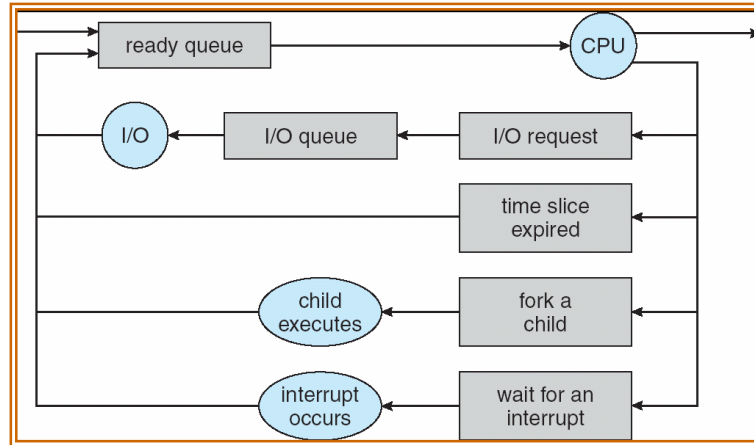 ready queue
CPU
I/O
I/O queue
I/O request
time slice
expired
child
executes
fork a
child
interrupt
occurs
wait for an
interrupt